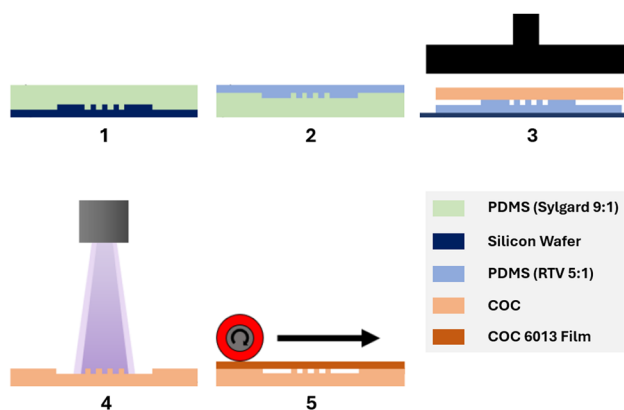 1
2
3
4
5
PDMS (Sylgard 9:1)
Silicon Wafer
PDMS (RTV 5:1)
COC
COC 6013 Film